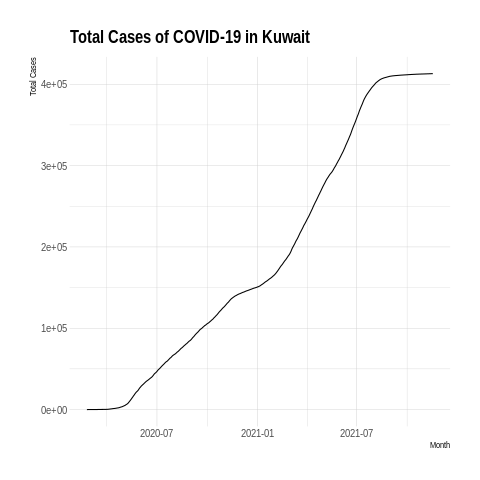 Total Cases of COVID-19 in Kuwait
Total Cases
4e+05
3e+05
2e+05
1e+05
0e+00
2020-07
2021-01
2021-07
Month